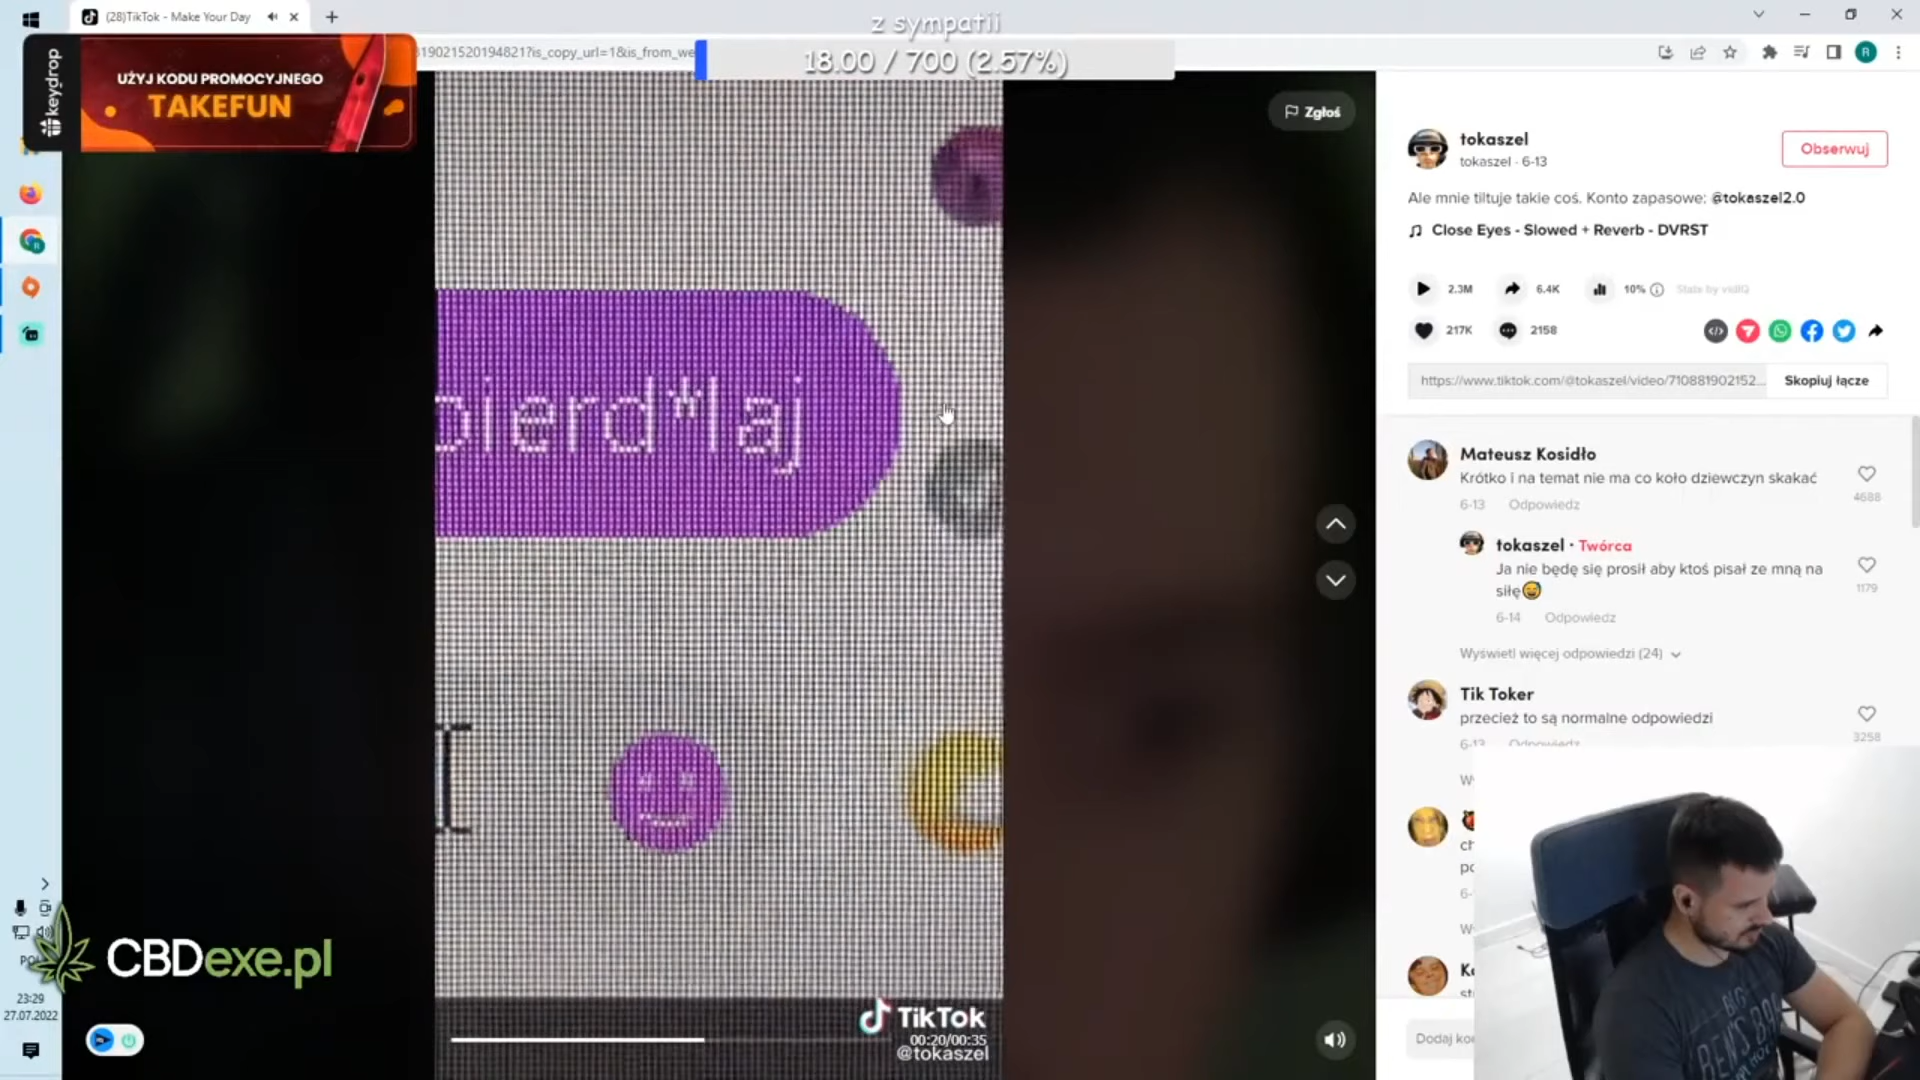 (28)TikTok - Make Your Day
z sympatii
18.00 / 700 (2.57%)
1902152019482​1?is_copy_url=1&is_from_we
keydrop
UŻYJ KODU PROMOCYJNEGO
TAKEFUN
R
Zgłoś
tokaszel
tokaszel · 6-13
Obserwuj
Ale mnie tiltuje takie coś. Konto zapasowe: @tokaszel2.0
Close Eyes - Slowed + Reverb - DVRST
2.3M
6.4K
10%
Stats by vidIQ
217K
2158
https://www.tiktok.com/@tokaszel/video/710881902152...
Skopiuj łącze
pierd*laj
Mateusz Kosidło
Krótko i na temat nie ma co koło dziewczyn skakać
4688
6-13 Odpowiedz
tokaszel · Twórca
Ja nie będę się prosił aby ktoś pisał ze mną na
siłę
1179
6-14 Odpowiedz
Wyświetl więcej odpowiedzi (24)
Tik Toker
przecież to są normalne odpowiedzi
3258
6-13 Odpowiedz
CBDexe.pl
23:29
27.07.2022
TikTok
00:20/00:35
@tokaszel
Dodaj ko